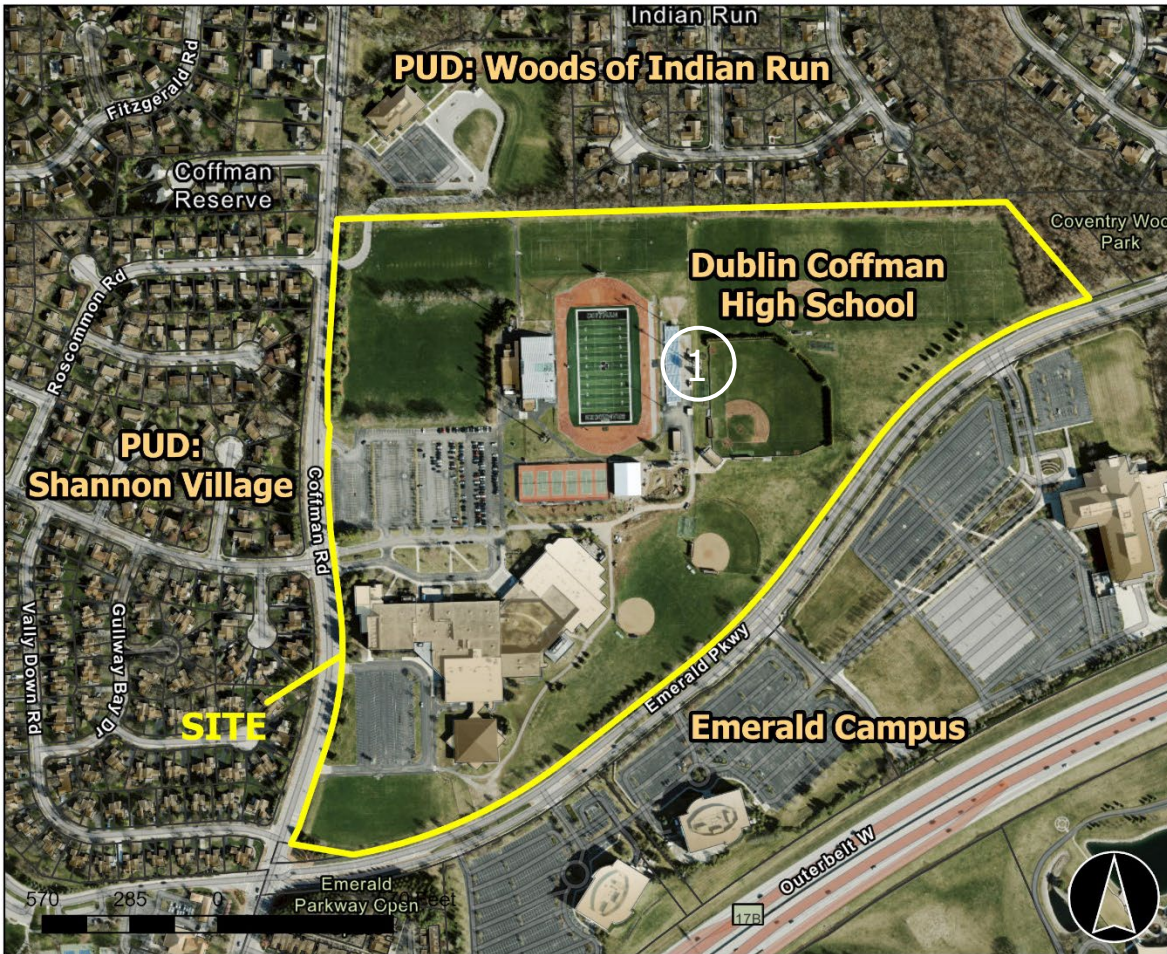 Indian Run
PUD: Woods of Indian Run
Fitzgerald Rd
Coffman
Reserve
Coventry
Park
Dublin Coffman
High School
Roscommon Rd
1
PUD:
Shannon Village
Coffman Rd
Vally Down Rd
Gullway Bay Dr
SITE
Emerald Pkwy
Emerald Campus
Outerbelt W
17B
Emerald
Parkway Open
570 285 0